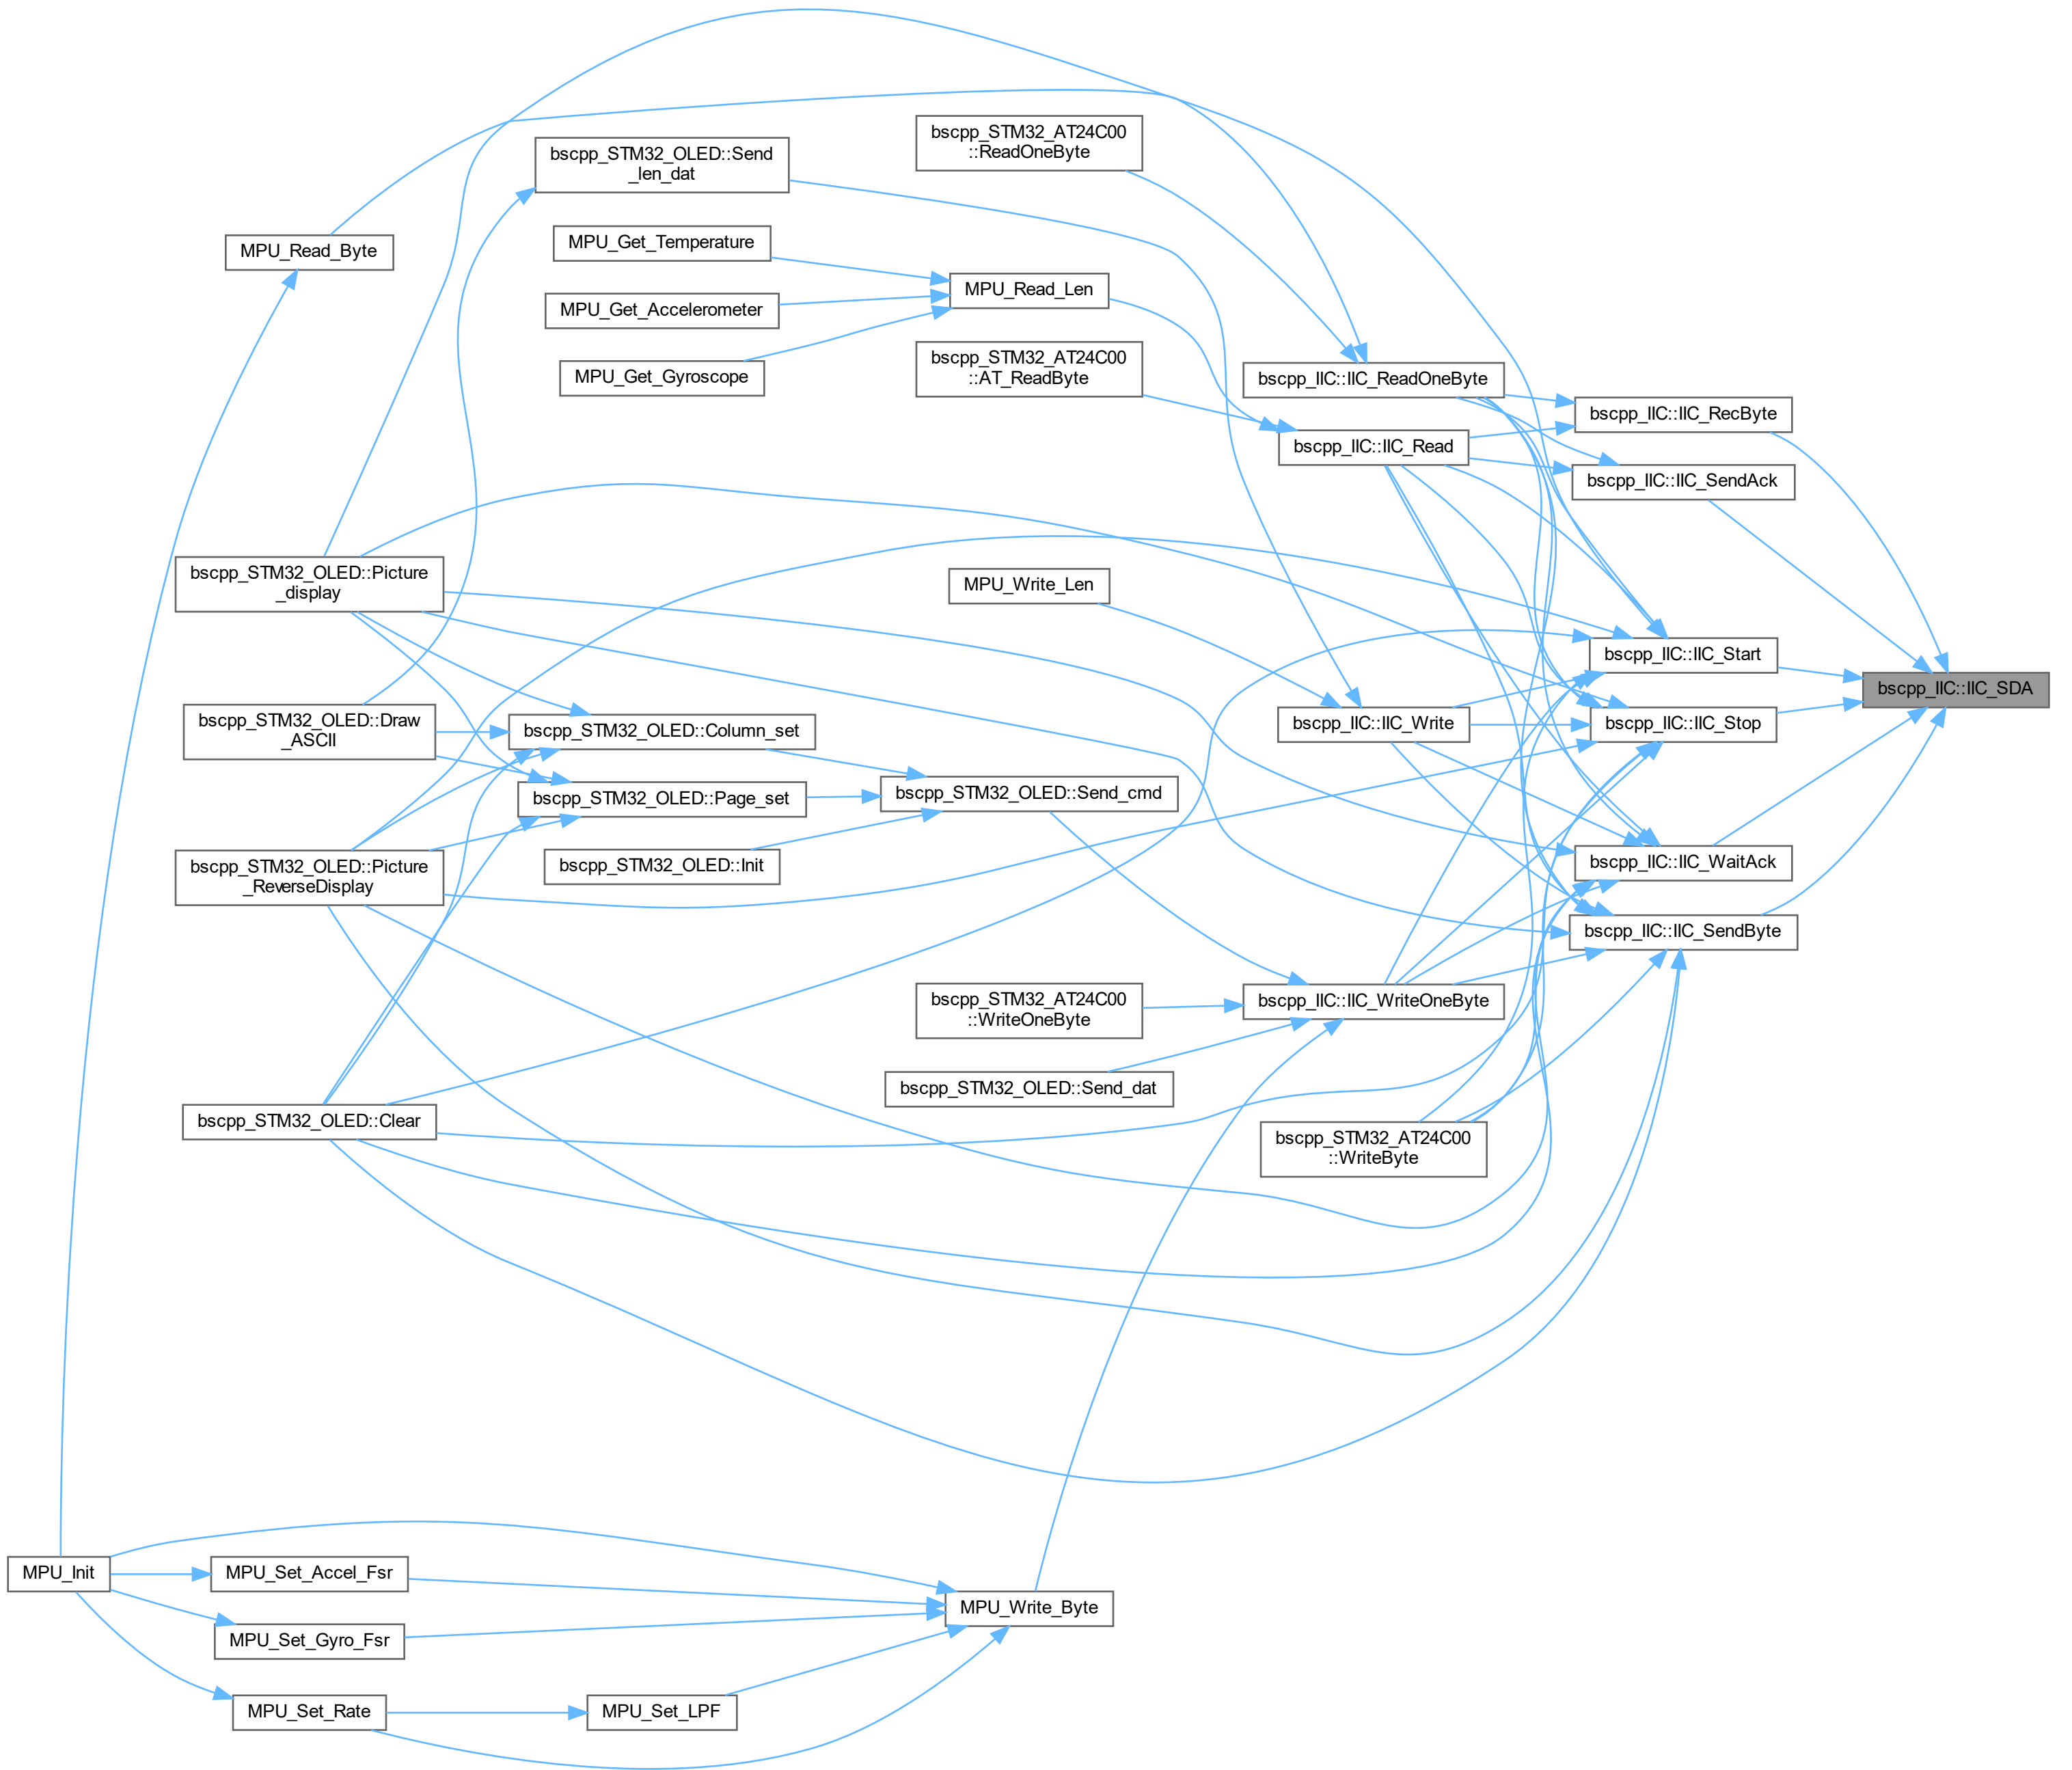 bscpp_STM32_AT24C00
::ReadOneByte
bscpp_STM32_OLED::Send
_len_dat
MPU_Get_Temperature
MPU_Read_Byte
MPU_Read_Len
MPU_Get_Accelerometer
MPU_Get_Gyroscope
bscpp_STM32_AT24C00
::AT_ReadByte
bscpp_IIC::IIC_ReadOneByte
bscpp_IIC::IIC_RecByte
bscpp_IIC::IIC_Read
bscpp_IIC::IIC_SendAck
bscpp_STM32_OLED::Picture
_display
MPU_Write_Len
bscpp_IIC::IIC_Start
bscpp_IIC::IIC_SDA
bscpp_STM32_OLED::Draw
_ASCII
bscpp_STM32_OLED::Column_set
bscpp_IIC::IIC_Write
bscpp_IIC::IIC_Stop
bscpp_STM32_OLED::Page_set
bscpp_STM32_OLED::Send_cmd
bscpp_STM32_OLED::Picture
_ReverseDisplay
bscpp_STM32_OLED::Init
bscpp_IIC::IIC_WaitAck
bscpp_IIC::IIC_SendByte
bscpp_STM32_AT24C00
::WriteOneByte
bscpp_IIC::IIC_WriteOneByte
bscpp_STM32_OLED::Send_dat
bscpp_STM32_OLED::Clear
bscpp_STM32_AT24C00
::WriteByte
MPU_Init
MPU_Set_Accel_Fsr
MPU_Write_Byte
MPU_Set_Gyro_Fsr
MPU_Set_Rate
MPU_Set_LPF